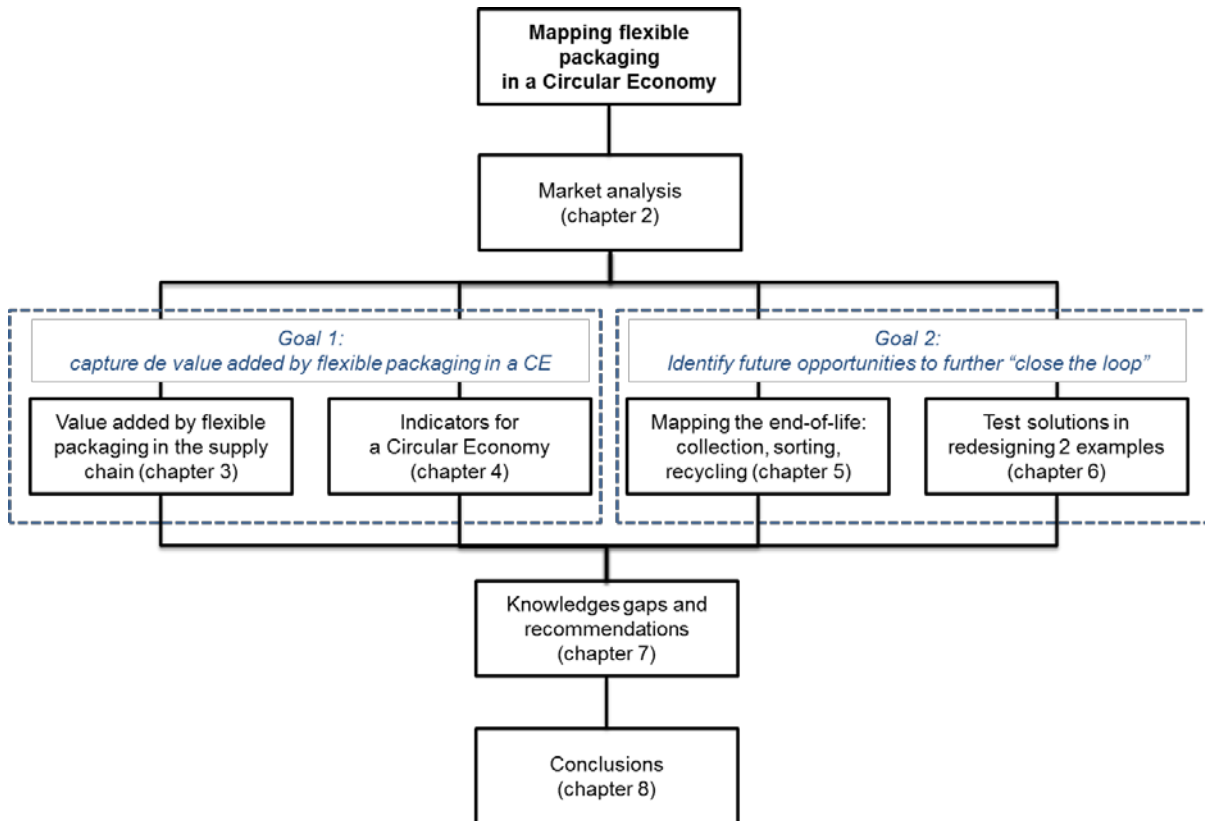 Mapping flexible
packaging
in a Circular Economy
Market analysis
(chapter 2)
Goal 1:
capture de value added by flexible packaging in a CE
Goal 2:
Identify future opportunities to further “close the loop”
Value added by flexible
packaging in the supply
chain (chapter 3)
Indicators for
a Circular Economy
(chapter 4)
Mapping the end-of-life:
collection, sorting,
recycling (chapter 5)
Test solutions in
redesigning 2 examples
(chapter 6)
Knowledges gaps and
recommendations
(chapter 7)
Conclusions
(chapter 8)